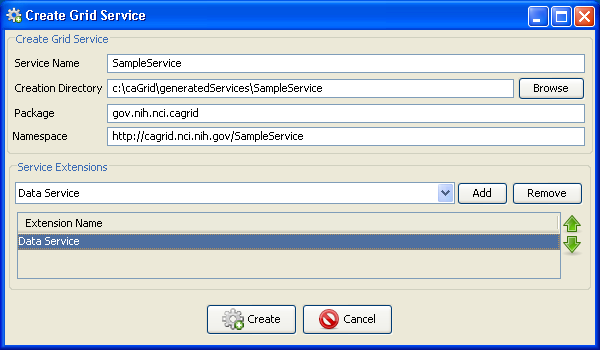 Create Grid Service
Create Grid Service
Service Name SampleService
Creation Directory c:\caGrid\generatedServices\SampleService Browse
Package gov.nih.nci.cagrid
Namespace http://cagrid.nci.nih.gov/SampleService
Service Extensions
Data Service Add Remove
Extension Name
Data Service
Create Cancel